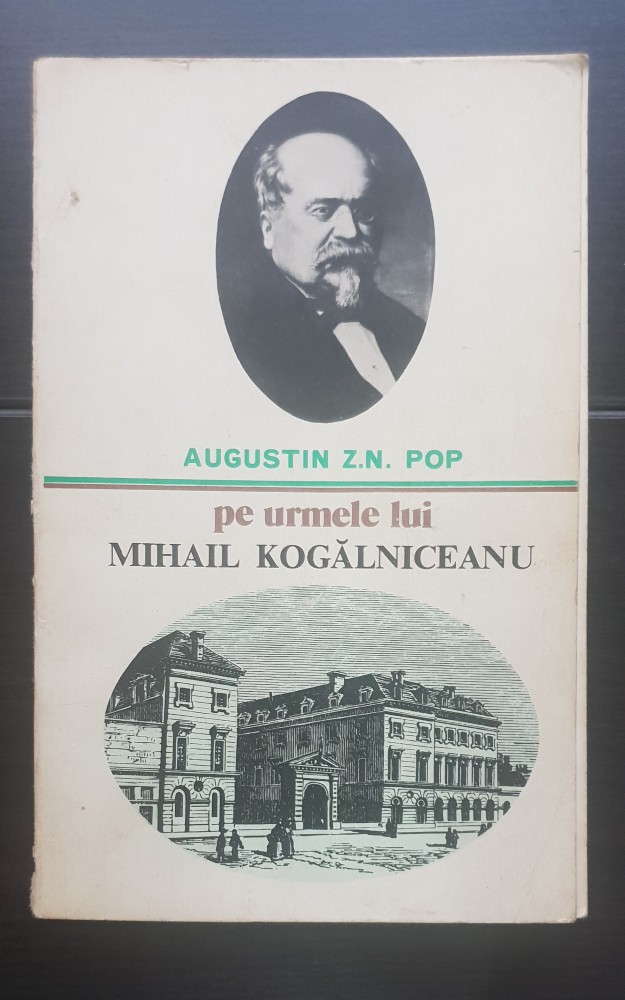 AUGUSTIN Z.N. POP
pe urmele lui
MIHAIL KOGĂLNICEANU